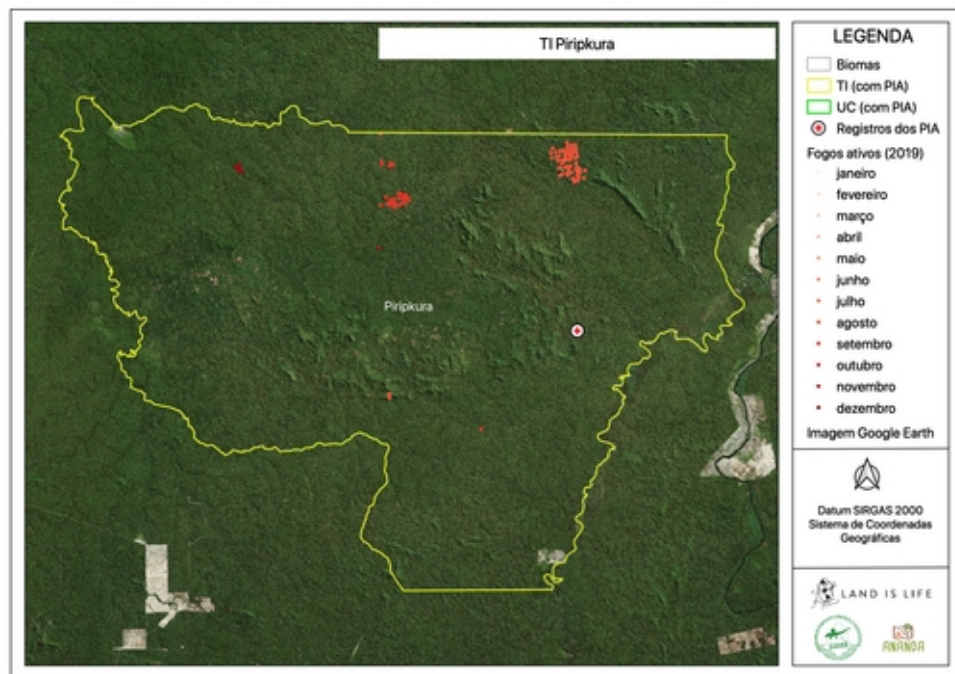 TI Piripkura
Piripkura
LEGENDA
Biomas
TI (com PIA)
UC (com PIA)
Registros dos PIA
Fogos ativos (2019)
janeiro
fevereiro
março
abril
maio
junho
julho
agosto
setembro
outubro
novembro
dezembro
Imagem Google Earth
Datum SIRGAS 2000
Sistema de Coordenadas
Geográficas
LAND IS LIFE
ANANDA